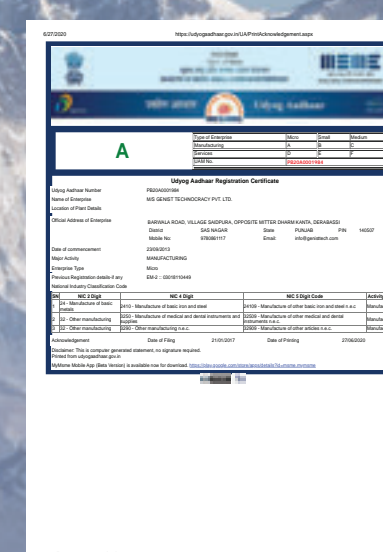 6/27/2020 https://udyogaadhaar.gov.in/UA/PrintAcknowledgement.aspx
उद्योग आधार Udyog Aadhaar
A
Type of Enterprise Micro Small Medium
Manufacturing A B C
Services D E F
UAM No. PB20A0001984
Udyog Aadhaar Registration Certificate
Udyog Aadhaar Number PB20A0001984
Name of Enterprise M/S GENIST TECHNOCRACY PVT. LTD.
Location of Plant Details
Official Address of Enterprise BARWALA ROAD, VILLAGE SAIDPURA, OPPOSITE MITTER DHARM KANTA, DERABASSI
District SAS NAGAR State PUNJAB PIN 140507
Mobile No: 9780861117 Email: info@genisttech.com
Date of commencement 23/09/2013
Major Activity MANUFACTURING
Enterprise Type Micro
Previous Registration details-if any EM-2 :: 03018110449
National Industry Classification Code
SN NIC 2 Digit NIC 4 Digit NIC 5 Digit Code Activity
1 24 - Manufacture of basic metals 2410 - Manufacture of basic iron and steel 24109 - Manufacture of other basic iron and steel n.e.c Manufa
2 32 - Other manufacturing 3250 - Manufacture of medical and dental instruments and supplies 32509 - Manufacture of other medical and dental instruments n.e.c. Manufa
3 32 - Other manufacturing 3290 - Other manufacturing n.e.c. 32909 - Manufacture of other articles n.e.c. Manufa
Acknowledgement Date of Filing 21/01/2017 Date of Printing 27/06/2020
Disclaimer: This is computer generated statement, no signature required.
Printed from udyogaadhaar.gov.in
MyMsme Mobile App (Beta Version) is available now for download.